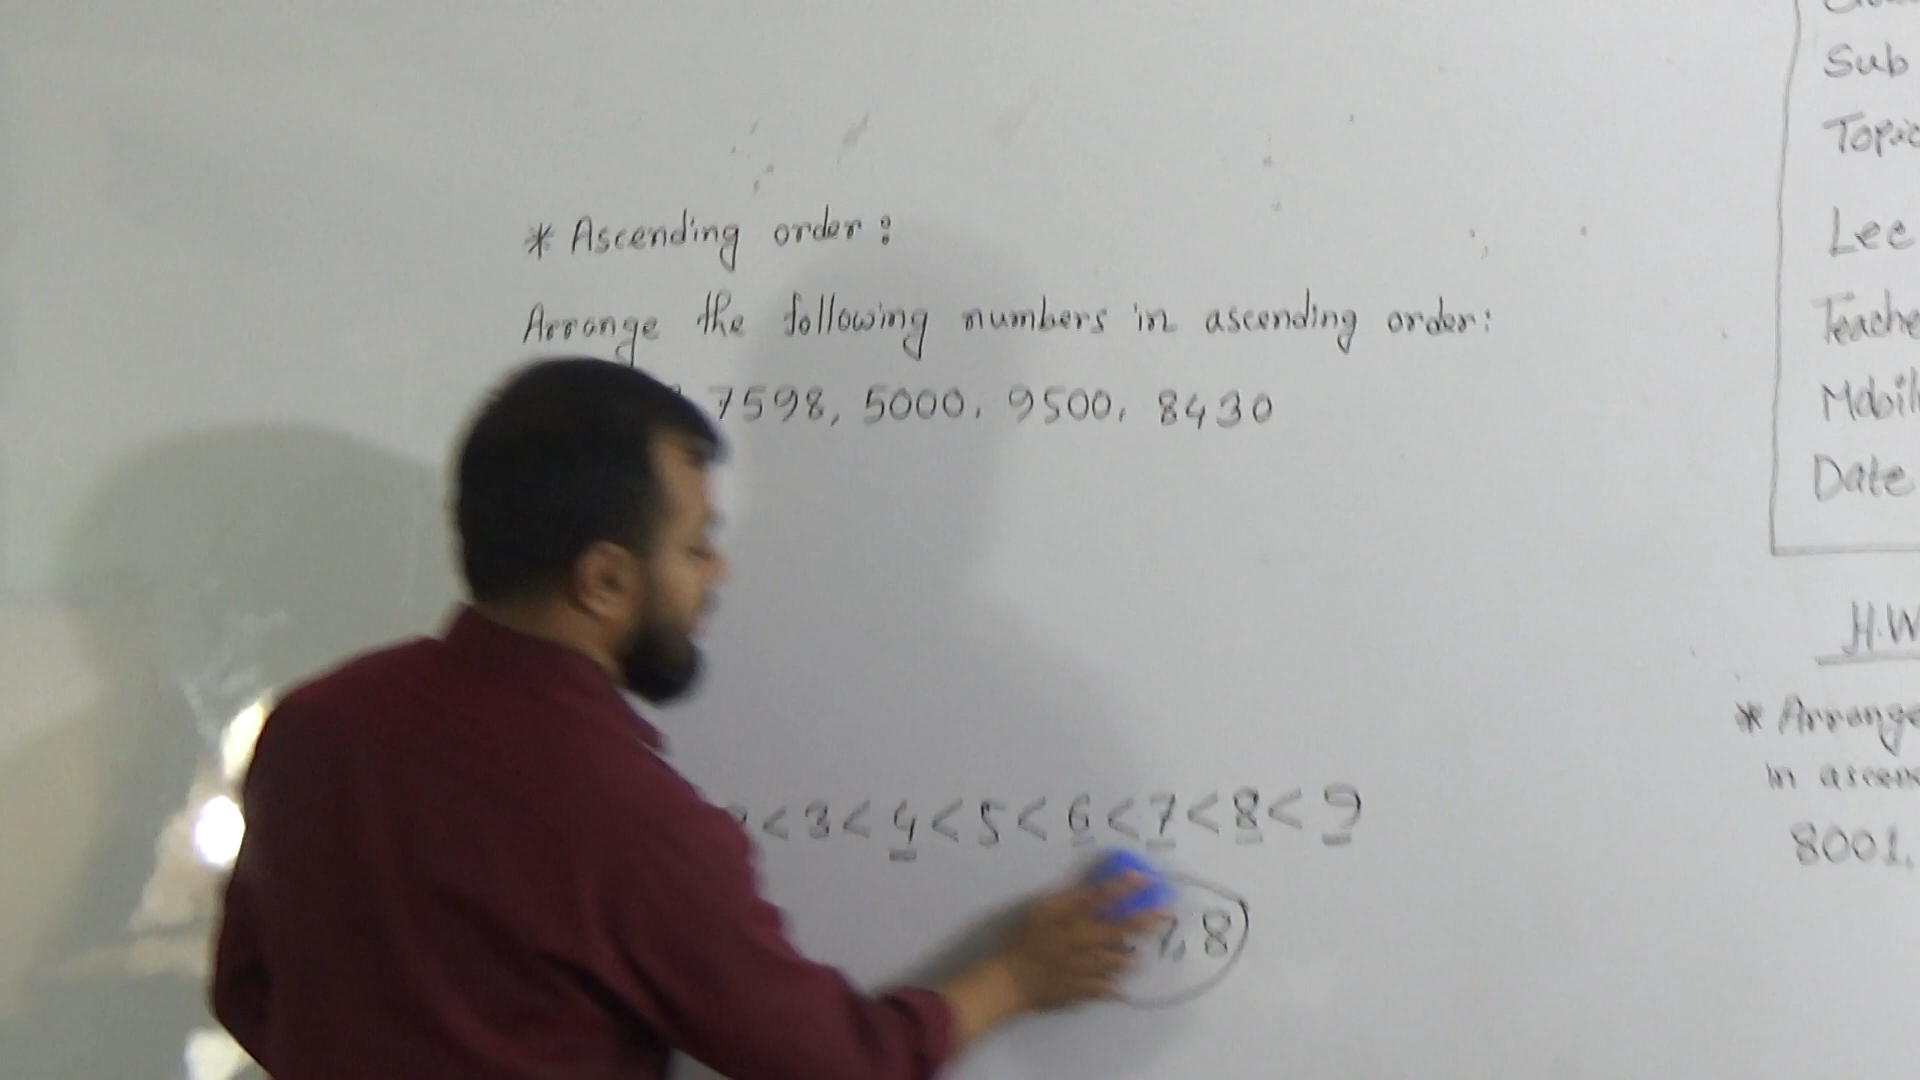 * Ascending order:
Arrange the following numbers in ascending order:
7598, 5000, 9500, 8430
< 3 < 4 < 5 < 6 < 7 < 8 < 9
7, 8
Sub
Topic
Lec
Teache
Mobil
Date
H.W
* Arrange
in ascen
8001,